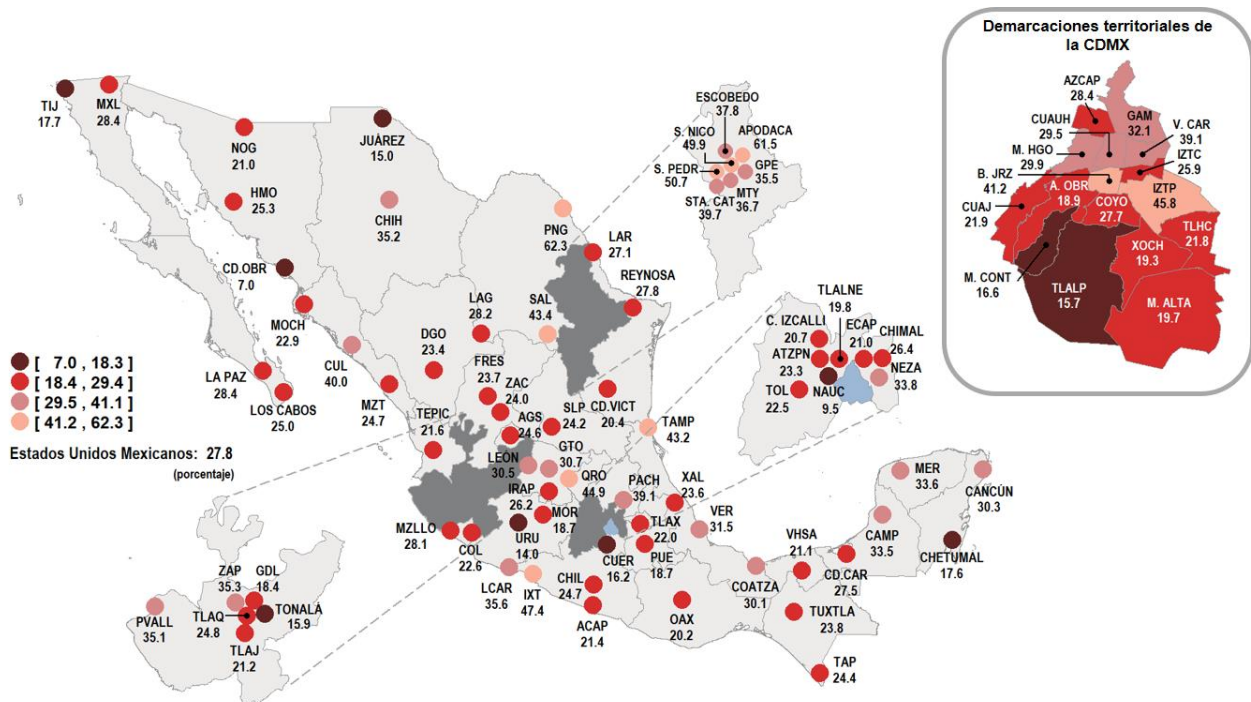 Demarcaciones territoriales de
la CDMX
AZCAP
28.4
CUAUH
29.5
GAM
32.1
V. CAR
39.1
M. HGO
29.9
IZTC
25.9
B. JRZ
41.2
A. OBR
18.9
COYO
27.7
IZTP
45.8
CUAJ
21.9
TLHC
21.8
XOCH
19.3
M. CONT
16.6
TLALP
15.7
M. ALTA
19.7
TIJ
17.7
MXL
28.4
NOG
21.0
JUÁREZ
15.0
HMO
25.3
CHIH
35.2
CD.OBR
7.0
MOCH
22.9
CUL
40.0
LA PAZ
28.4
LOS CABOS
25.0
MZT
24.7
DGO
23.4
LAG
28.2
SAL
43.4
PNG
62.3
LAR
27.1
REYNOSA
27.8
ESCOBEDO
37.8
S. NICO
49.9
APODACA
61.5
S. PEDR
50.7
GPE
35.5
MTY
36.7
STA. CAT
39.7
FRES
23.7
ZAC
24.0
AGS
24.6
SLP
24.2
CD.VICT
20.4
TAMP
43.2
TEPIC
21.6
LEÓN
30.5
GTO
30.7
QRO
44.9
IRAP
26.2
MOR
18.7
URU
14.0
PACH
39.1
XAL
23.6
VER
31.5
TLAX
22.0
PUE
18.7
CUER
16.2
MZLLO
28.1
COL
22.6
LCAR
35.6
IXT
47.4
CHIL
24.7
ACAP
21.4
OAX
20.2
COATZA
30.1
VHSA
21.1
CD.CAR
27.5
TUXTLA
23.8
TAP
24.4
CAMP
33.5
MER
33.6
CANCÚN
30.3
CHETUMAL
17.6
TLALNE
19.8
C. IZCALLI
20.7
ECAP
21.0
CHIMAL
26.4
ATZPN
23.3
NEZA
33.8
TOL
22.5
NAUC
9.5
[ 7.0 , 18.3 ]
[ 18.4 , 29.4 ]
[ 29.5 , 41.1 ]
[ 41.2 , 62.3 ]
Estados Unidos Mexicanos: 27.8
(porcentaje)
ZAP
35.3
GDL
18.4
TONALÁ
15.9
PVALL
35.1
TLAQ
24.8
TLAJ
21.2